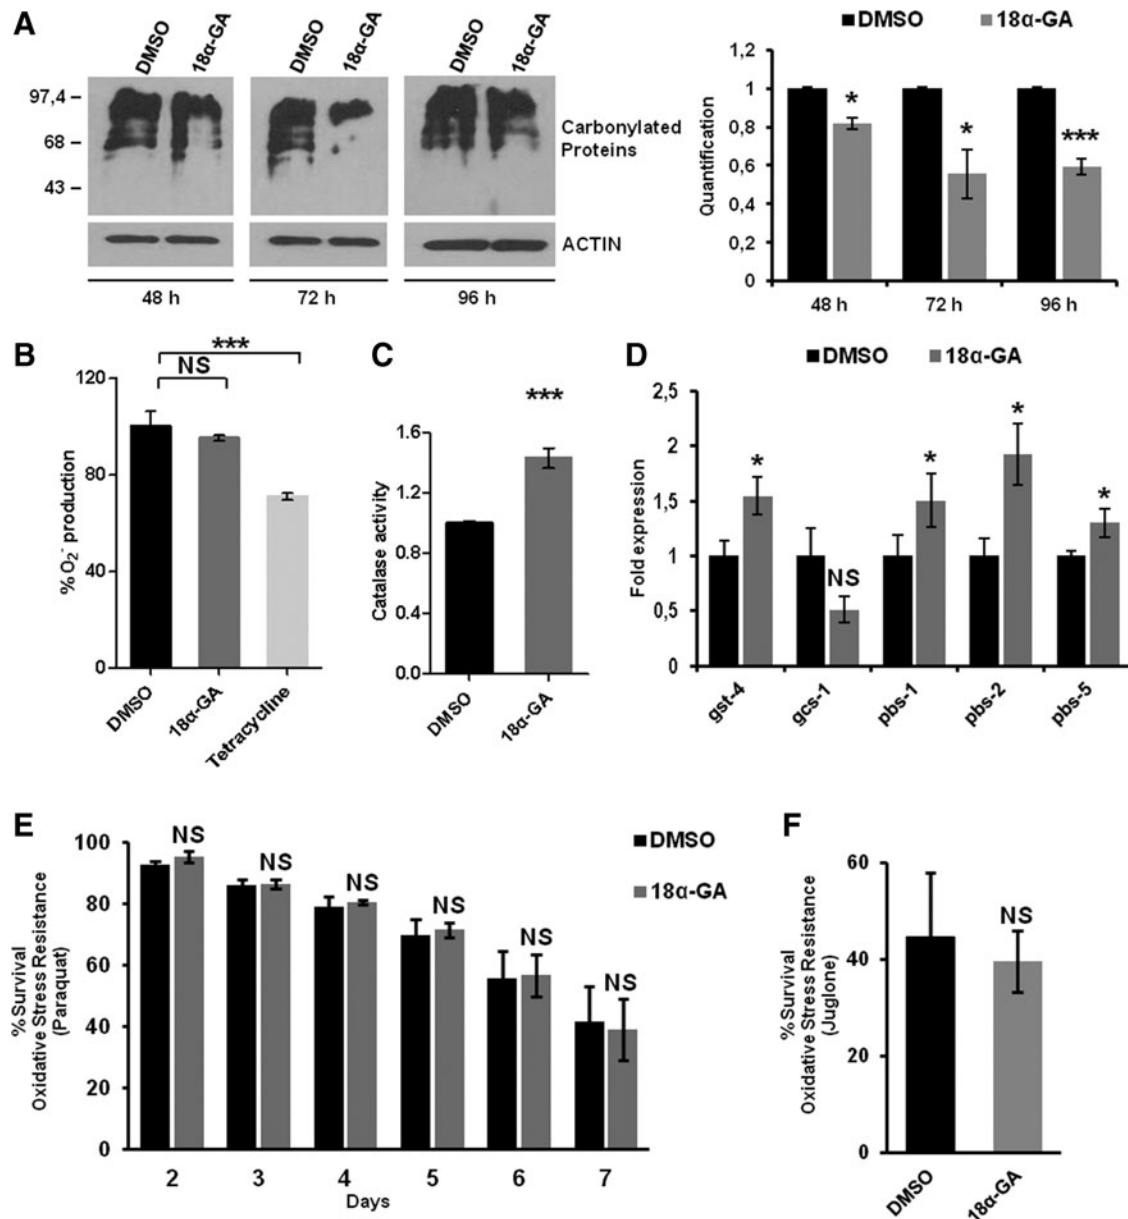 A
DMSO
18α-GA
DMSO
18α-GA
DMSO
18α-GA
97,4
68
43
Carbonylated
Proteins
ACTIN
48 h
72 h
96 h
DMSO
18α-GA
Quantification
1,2
1
0,8
0,6
0,4
0,2
0
*
*
***
48 h
72 h
96 h
B
***
NS
% O₂⁻ production
120
80
40
0
DMSO
18α-GA
Tetracycline
C
***
Catalase activity
1.6
1.2
0.8
0.4
0.0
DMSO
18α-GA
D
DMSO
18α-GA
Fold expression
2,5
2
1,5
1
0,5
0
*
NS
*
*
*
gst-4
gcs-1
pbs-1
pbs-2
pbs-5
E
% Survival
Oxidative Stress Resistance
(Paraquat)
100
80
60
40
20
0
NS
NS
NS
NS
NS
NS
2
3
4
5
6
7
Days
DMSO
18α-GA
F
% Survival
Oxidative Stress Resistance
(Juglone)
60
40
20
0
NS
DMSO
18α-GA